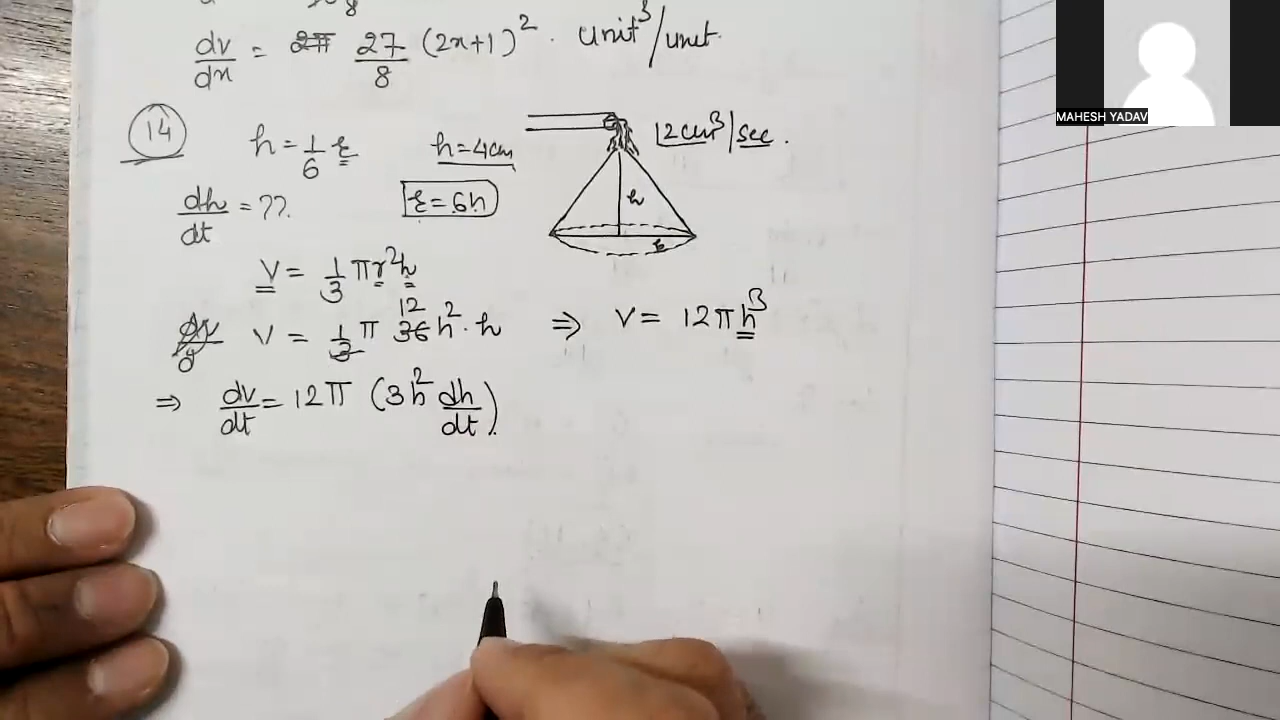 dv/dx = 2π 27/8 (2x+1)². unit³/unit.
14 h = 1/6 r h = 4cm 12cm³/sec.
dh/dt = ?? r = 6h
h
r
V = 1/3 πr²h
dv/d V = 1/3 π 36 12 h². h ⇒ V = 12πh³
⇒ dv/dt = 12π (3h² dh/dt).
MAHESH YADAV